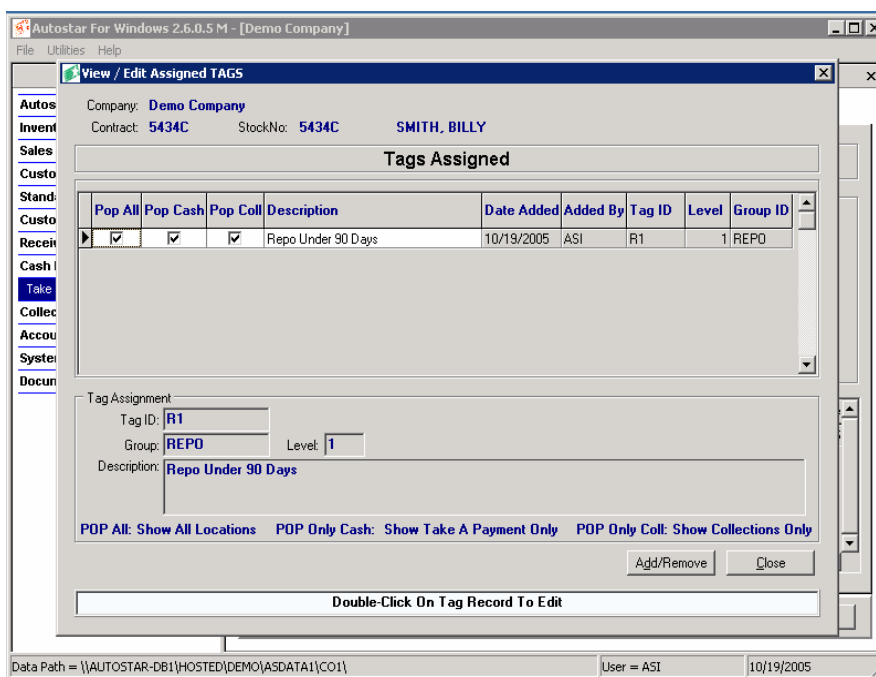 Autostar For Windows 2.6.0.5 M - [Demo Company]
File Utilities Help
View / Edit Assigned TAGS
Company: Demo Company
Contract: 5434C StockNo: 5434C SMITH, BILLY
Tags Assigned
Pop All Pop Cash Pop Coll Description Date Added Added By Tag ID Level Group ID
Repo Under 90 Days 10/19/2005 ASI R1 1 REPO
Autos
Invent
Sales
Custo
Stand
Custo
Recei
Cash
Take
Collec
Accou
System
Docum
Tag Assignment
Tag ID: R1
Group: REPO Level: 1
Description: Repo Under 90 Days
POP All: Show All Locations POP Only Cash: Show Take A Payment Only POP Only Coll: Show Collections Only
Add/Remove Close
Double-Click On Tag Record To Edit
Data Path = \\AUTOSTAR-DB1\HOSTED\DEMO\ASDATA1\CO1\ User = ASI 10/19/2005